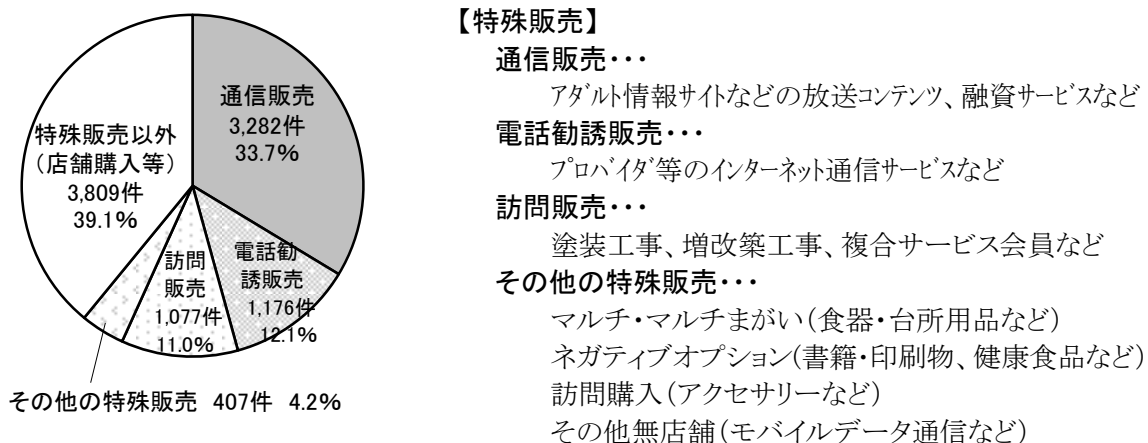 通信販売
3,282件
33.7%
電話勧
誘販売
1,176件
12.1%
訪問
販売
1,077件
11.0%
その他の特殊販売 407件 4.2%
特殊販売以外
（店舗購入等）
3,809件
39.1%
【特殊販売】
通信販売・・・
アダルト情報サイトなどの放送コンテンツ、融資サービスなど
電話勧誘販売・・・
プロバイダ等のインターネット通信サービスなど
訪問販売・・・
塗装工事、増改築工事、複合サービス会員など
その他の特殊販売・・・
マルチ・マルチまがい（食器・台所用品など）
ネガティブオプション（書籍・印刷物、健康食品など）
訪問購入（アクセサリーなど）
その他無店舗（モバイルデータ通信など）